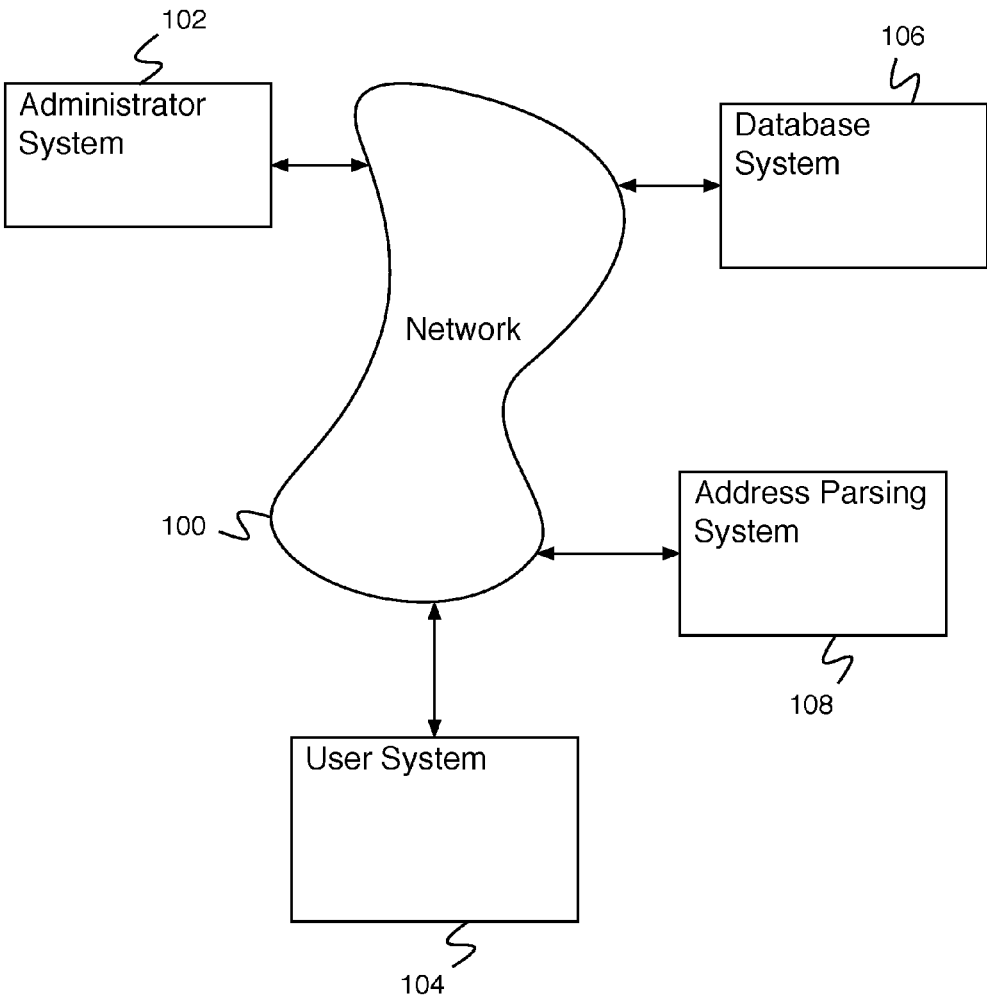 102
Administrator
System
106
Database
System
Network
100
Address Parsing
System
108
User System
104